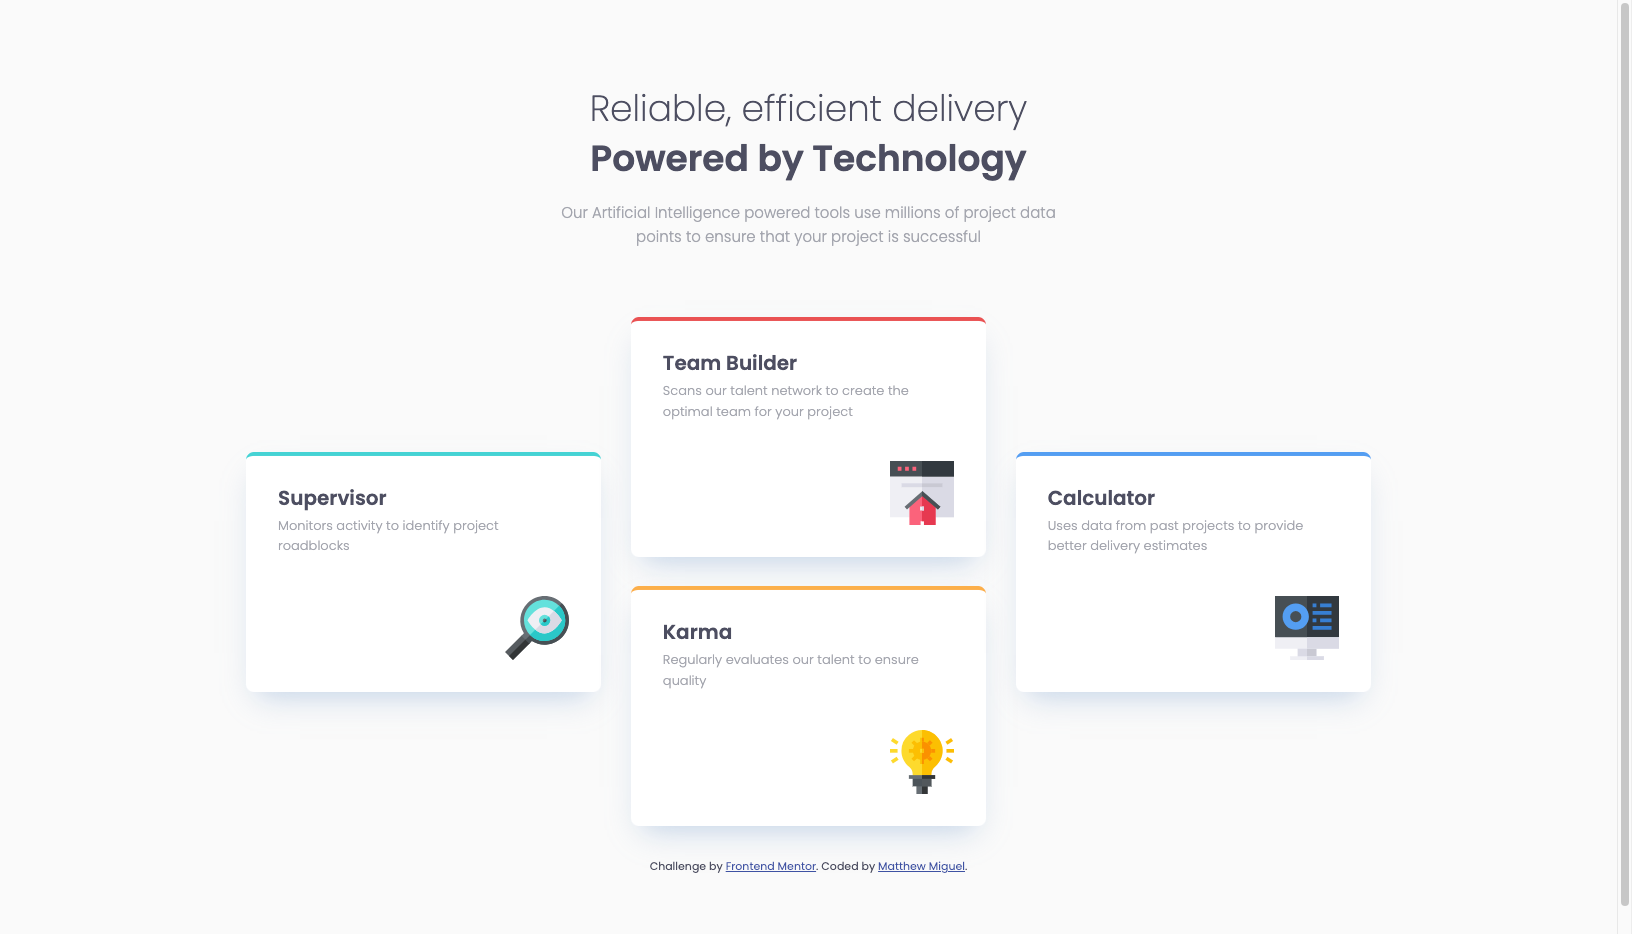 Reliable, efficient delivery
Powered by Technology
Our Artificial Intelligence powered tools use millions of project data
points to ensure that your project is successful
Team Builder
Scans our talent network to create the
optimal team for your project
Supervisor
Monitors activity to identify project
roadblocks
Calculator
Uses data from past projects to provide
better delivery estimates
Karma
Regularly evaluates our talent to ensure
quality
Challenge by Frontend Mentor. Coded by Matthew Miguel.